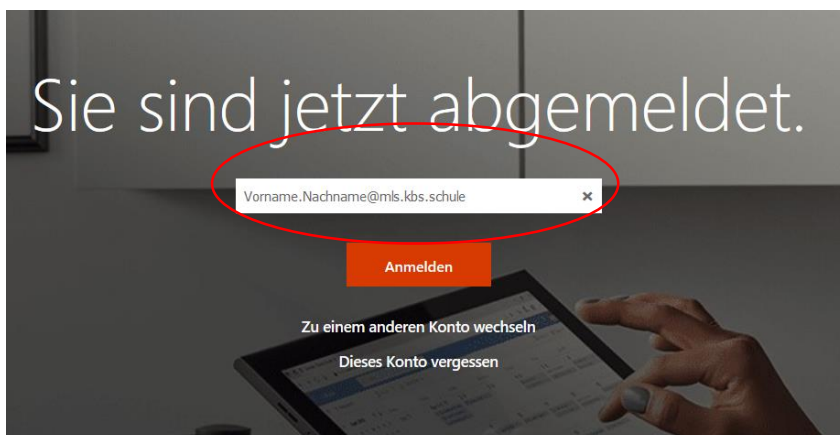 Sie sind jetzt abgemeldet.
Vorname.Nachname@mls.kbs.schule
Anmelden
Zu einem anderen Konto wechseln
Dieses Konto vergessen